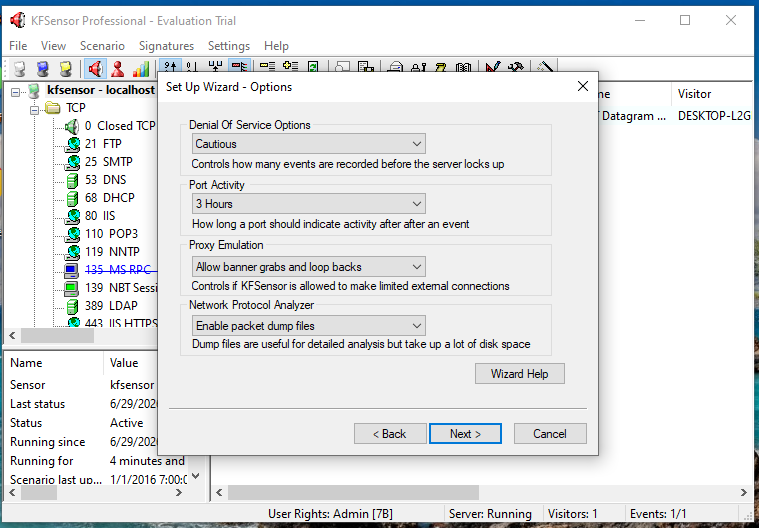 KFSensor Professional - Evaluation Trial
File View Scenario Signatures Settings Help
kfsensor - localhost
TCP
0 Closed TCP
21 FTP
25 SMTP
53 DNS
68 DHCP
80 IIS
110 POP3
119 NNTP
135 MS RPC
139 NBT Sessi
389 LDAP
443 IIS HTTPS
Name Value
Sensor kfsensor
Last status 6/29/202
Status Active
Running since 6/29/202
Running for 4 minutes and
Scenario last up... 1/1/2016 7:00:0
Set Up Wizard - Options
Denial Of Service Options
Cautious
Controls how many events are recorded before the server locks up
Port Activity
3 Hours
How long a port should indicate activity after after an event
Proxy Emulation
Allow banner grabs and loop backs
Controls if KFSensor is allowed to make limited external connections
Network Protocol Analyzer
Enable packet dump files
Dump files are useful for detailed analysis but take up a lot of disk space
Wizard Help
< Back Next > Cancel
me Visitor
Datagram ... DESKTOP-L2G
User Rights: Admin [7B] Server: Running Visitors: 1 Events: 1/1